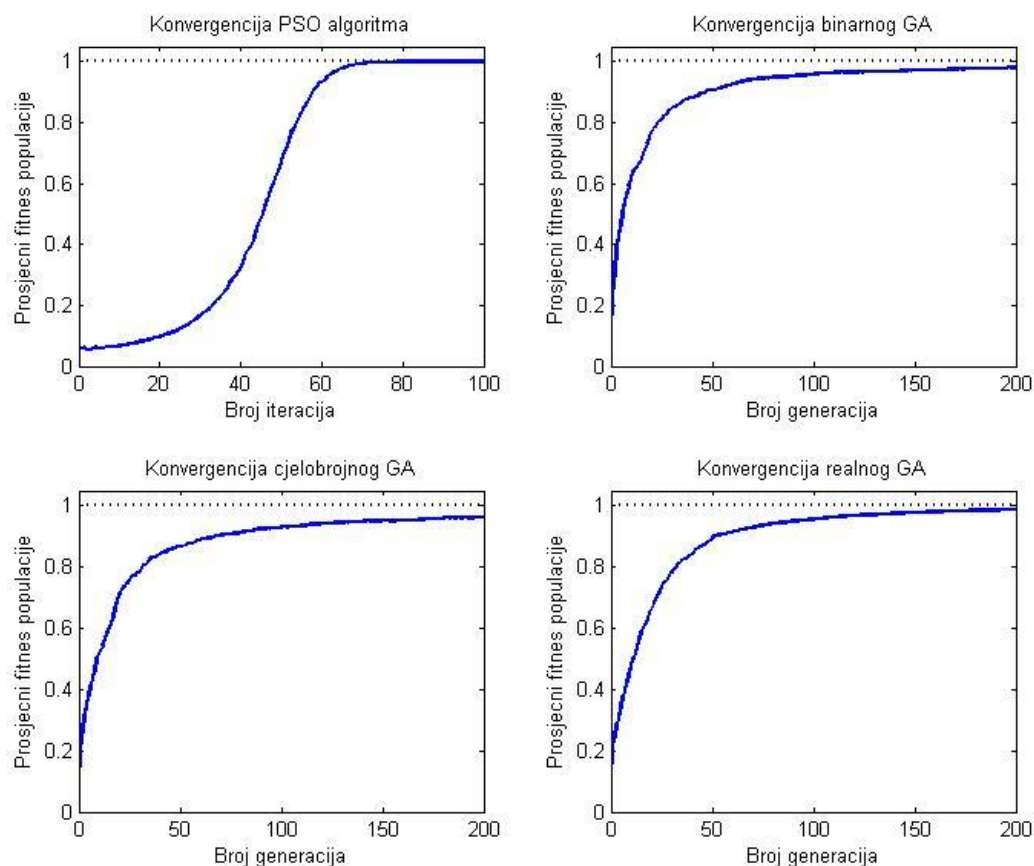 Konvergencija PSO algoritma
Prosjecni fitnes populacije
1
0.8
0.6
0.4
0.2
0
0 20 40 60 80 100
Broj iteracija
Konvergencija binarnog GA
Prosjecni fitnes populacije
1
0.8
0.6
0.4
0.2
0
0 50 100 150 200
Broj generacija
Konvergencija cjelobrojnog GA
Prosjecni fitnes populacije
1
0.8
0.6
0.4
0.2
0
0 50 100 150 200
Broj generacija
Konvergencija realnog GA
Prosjecni fitnes populacije
1
0.8
0.6
0.4
0.2
0
0 50 100 150 200
Broj generacija